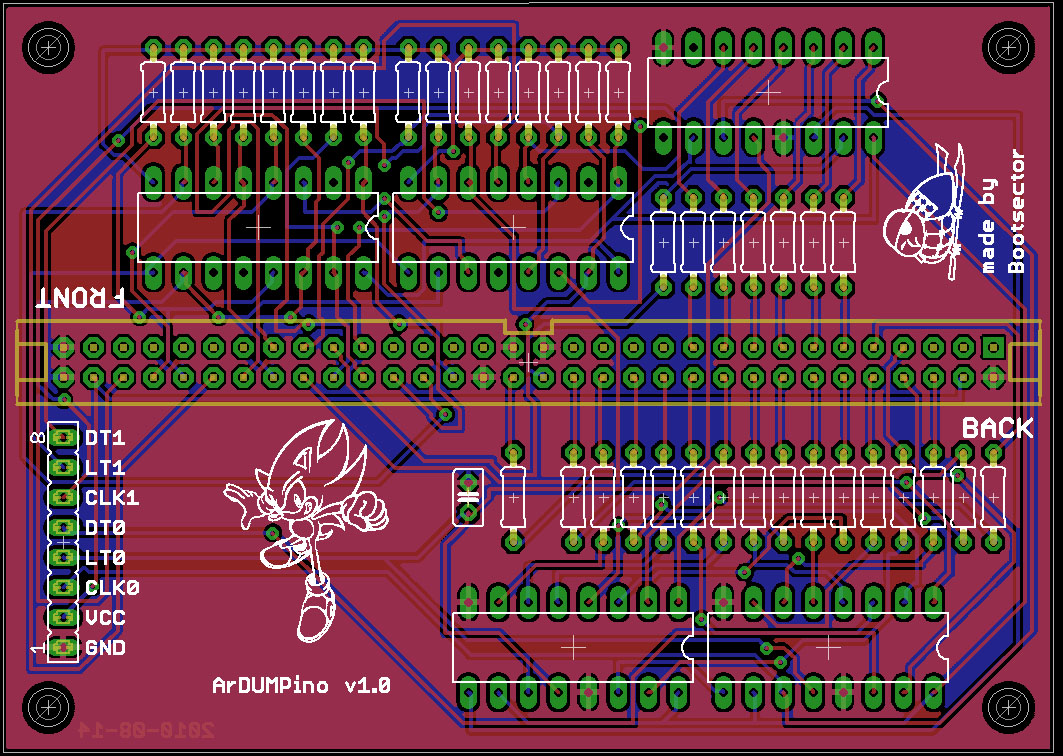 made by
Bootsector
FRONT
BACK
8
DT1
LT1
CLK1
DT0
LT0
CLK0
VCC
1
GND
ArDUMPino v1.0
2010-08-14